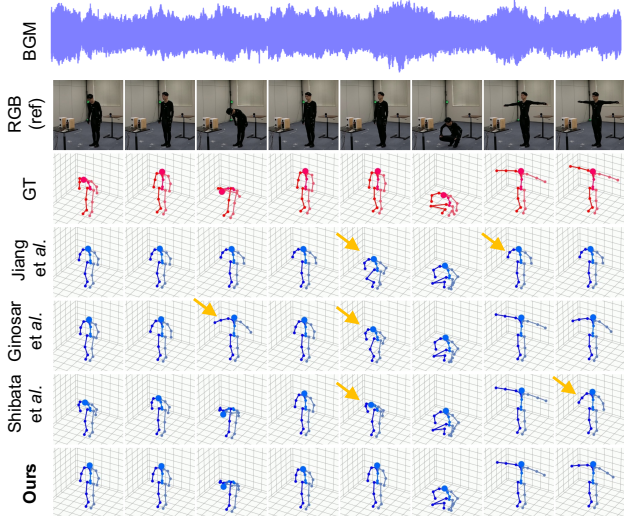 BGM
RGB
(ref)
GT
Jiang
et al.
Ginosar
et al.
Shibata
et al.
Ours